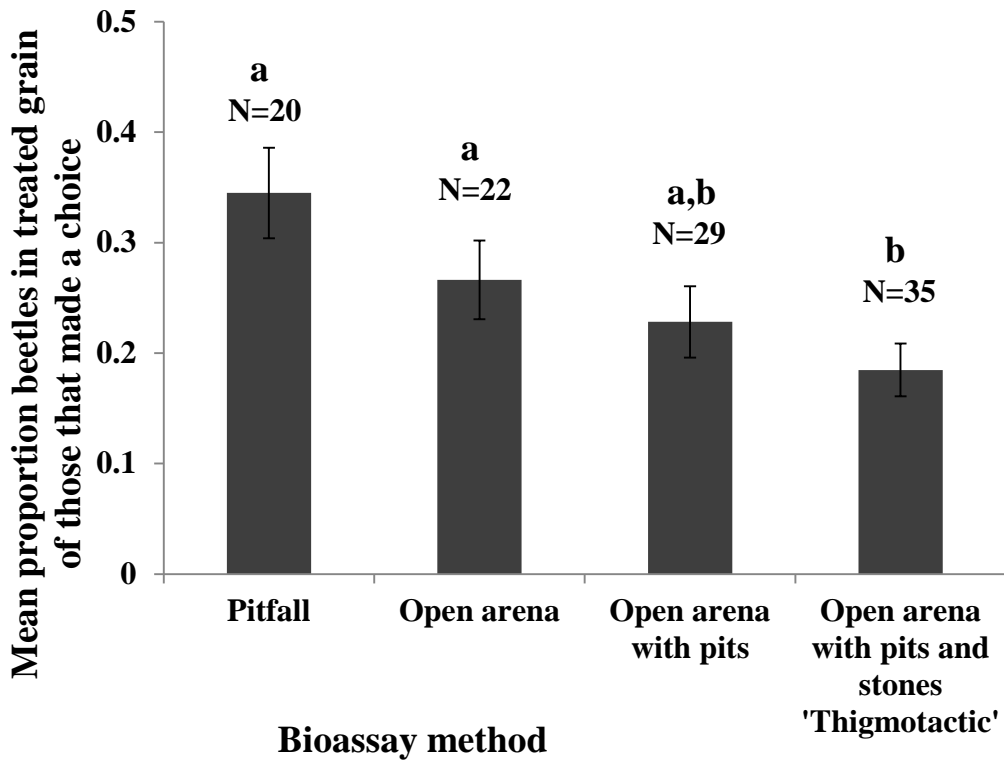 Mean proportion beetles in treated grain
of those that made a choice
0.5
0.4
0.3
0.2
0.1
0
a
N=20
a
N=22
a,b
N=29
b
N=35
Pitfall
Open arena
Open arena
with pits
Open arena
with pits and
stones
'Thigmotactic'
Bioassay method